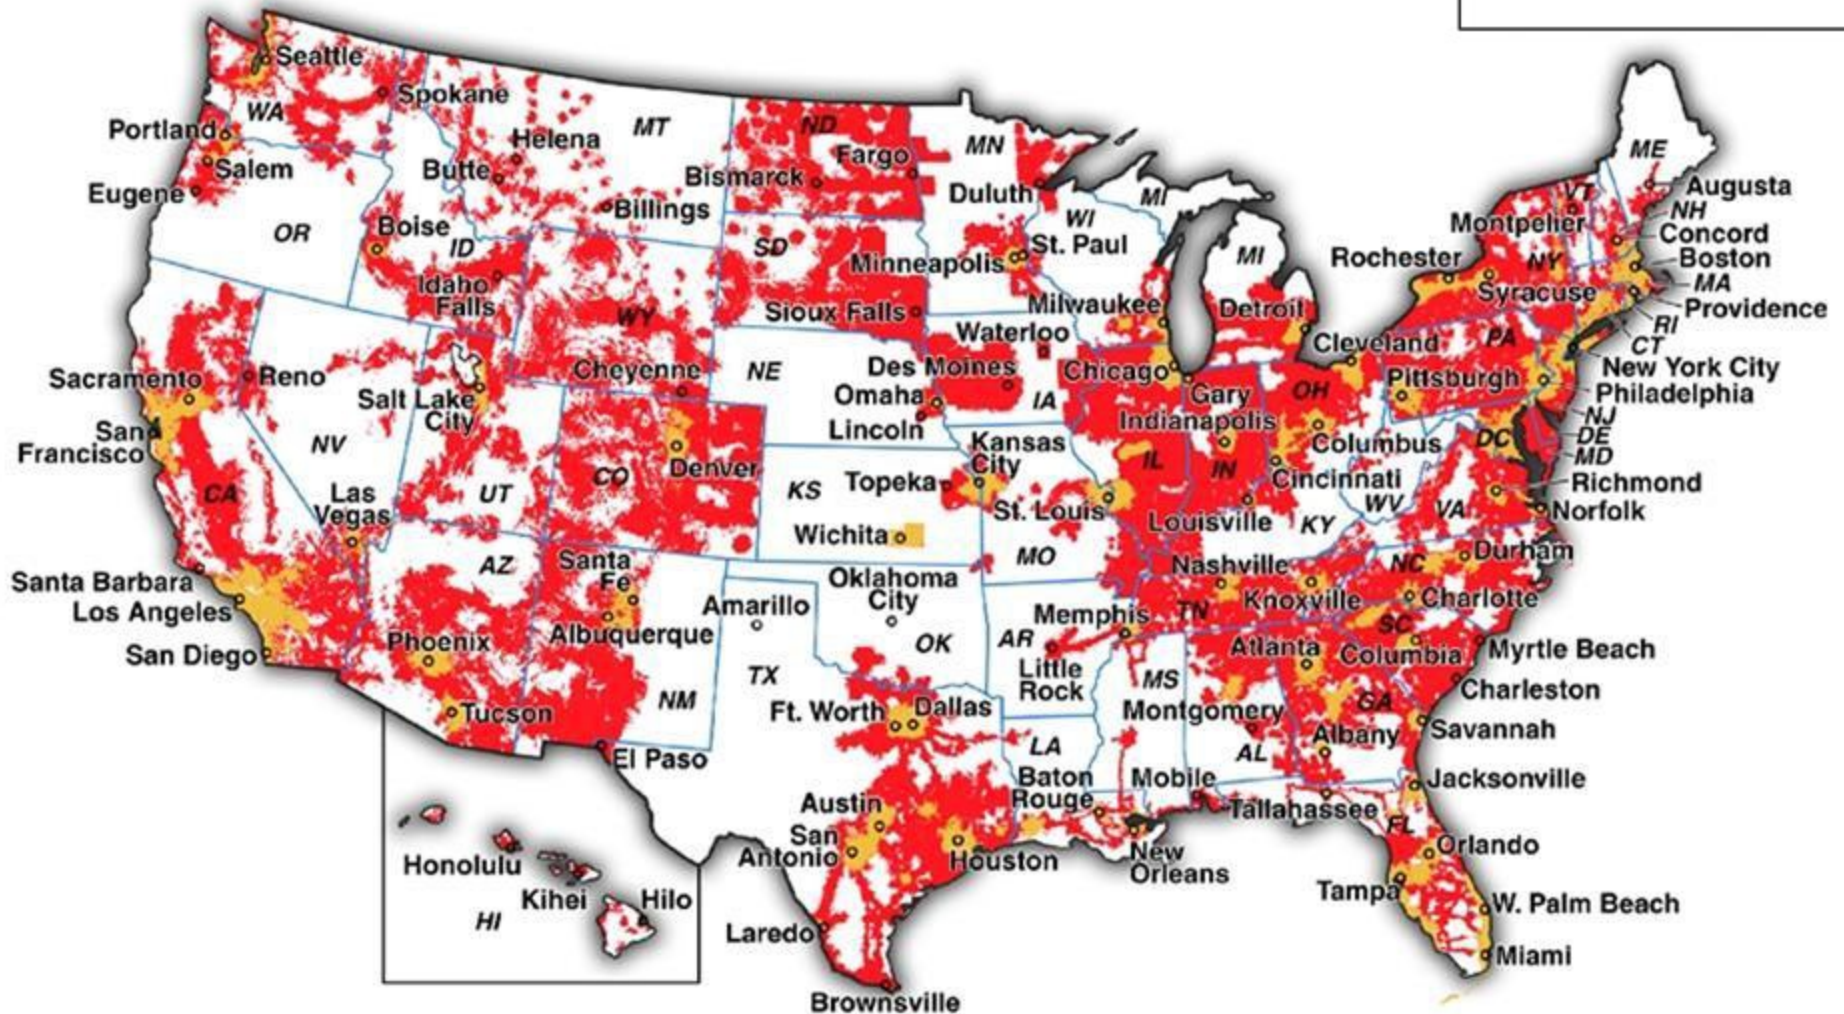 Seattle
Spokane
WA
Portland
Salem
Eugene
OR
Helena
MT
Butte
Billings
Boise
ID
Idaho
Falls
ND
Fargo
Bismarck
SD
Sioux Falls
MN
Duluth
St. Paul
Minneapolis
WI
MI
MI
Milwaukee
Detroit
WY
Cheyenne
NE
Omaha
Lincoln
Waterloo
Des Moines
IA
Chicago
Gary
Indianapolis
IL
IN
Cleveland
OH
Columbus
Cincinnati
Rochester
Syracuse
NY
Montpelier
VT
ME
Augusta
NH
Concord
Boston
MA
Providence
RI
CT
New York City
Philadelphia
NJ
DE
MD
PA
Pittsburgh
DC
Richmond
Norfolk
VA
WV
KY
Louisville
Sacramento
San
Francisco
Reno
NV
CA
Las
Vegas
Salt Lake
City
UT
CO
Denver
KS
Topeka
Kansas
City
Wichita
St. Louis
MO
Santa Barbara
Los Angeles
San Diego
AZ
Phoenix
Tucson
Santa
Fe
Albuquerque
NM
El Paso
Amarillo
Oklahoma
City
OK
TX
Ft. Worth
Dallas
Austin
San
Antonio
Houston
Laredo
Brownsville
AR
Little
Rock
Memphis
Nashville
Knoxville
TN
NC
Durham
Charlotte
SC
Columbia
Myrtle Beach
Charleston
Atlanta
GA
Savannah
Albany
MS
Montgomery
AL
LA
Baton
Rouge
New
Orleans
Mobile
Tallahassee
Jacksonville
FL
Orlando
Tampa
W. Palm Beach
Miami
Honolulu
Kihei
Hilo
HI